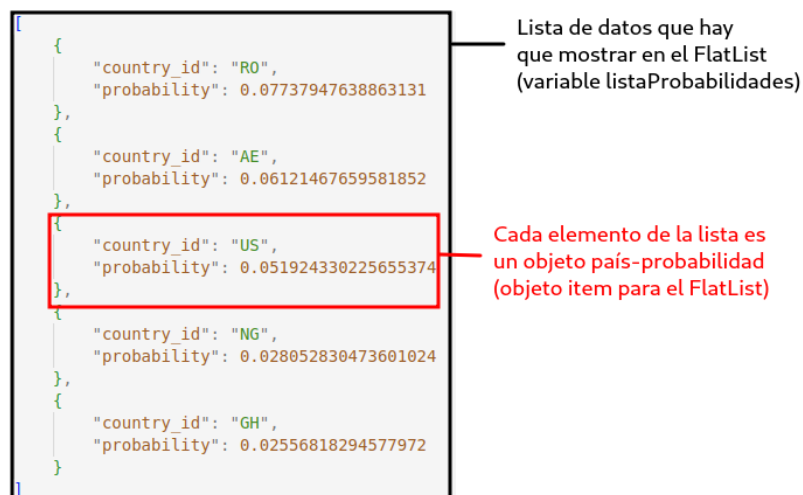 [
{
"country_id": "RO",
"probability": 0.07737947638863131
},
{
"country_id": "AE",
"probability": 0.06121467659581852
},
{
"country_id": "US",
"probability": 0.051924330225655374
},
{
"country_id": "NG",
"probability": 0.028052830473601024
},
{
"country_id": "GH",
"probability": 0.02556818294577972
}
]
Lista de datos que hay
que mostrar en el FlatList
(variable listaProbabilidades)
Cada elemento de la lista es
un objeto país-probabilidad
(objeto item para el FlatList)